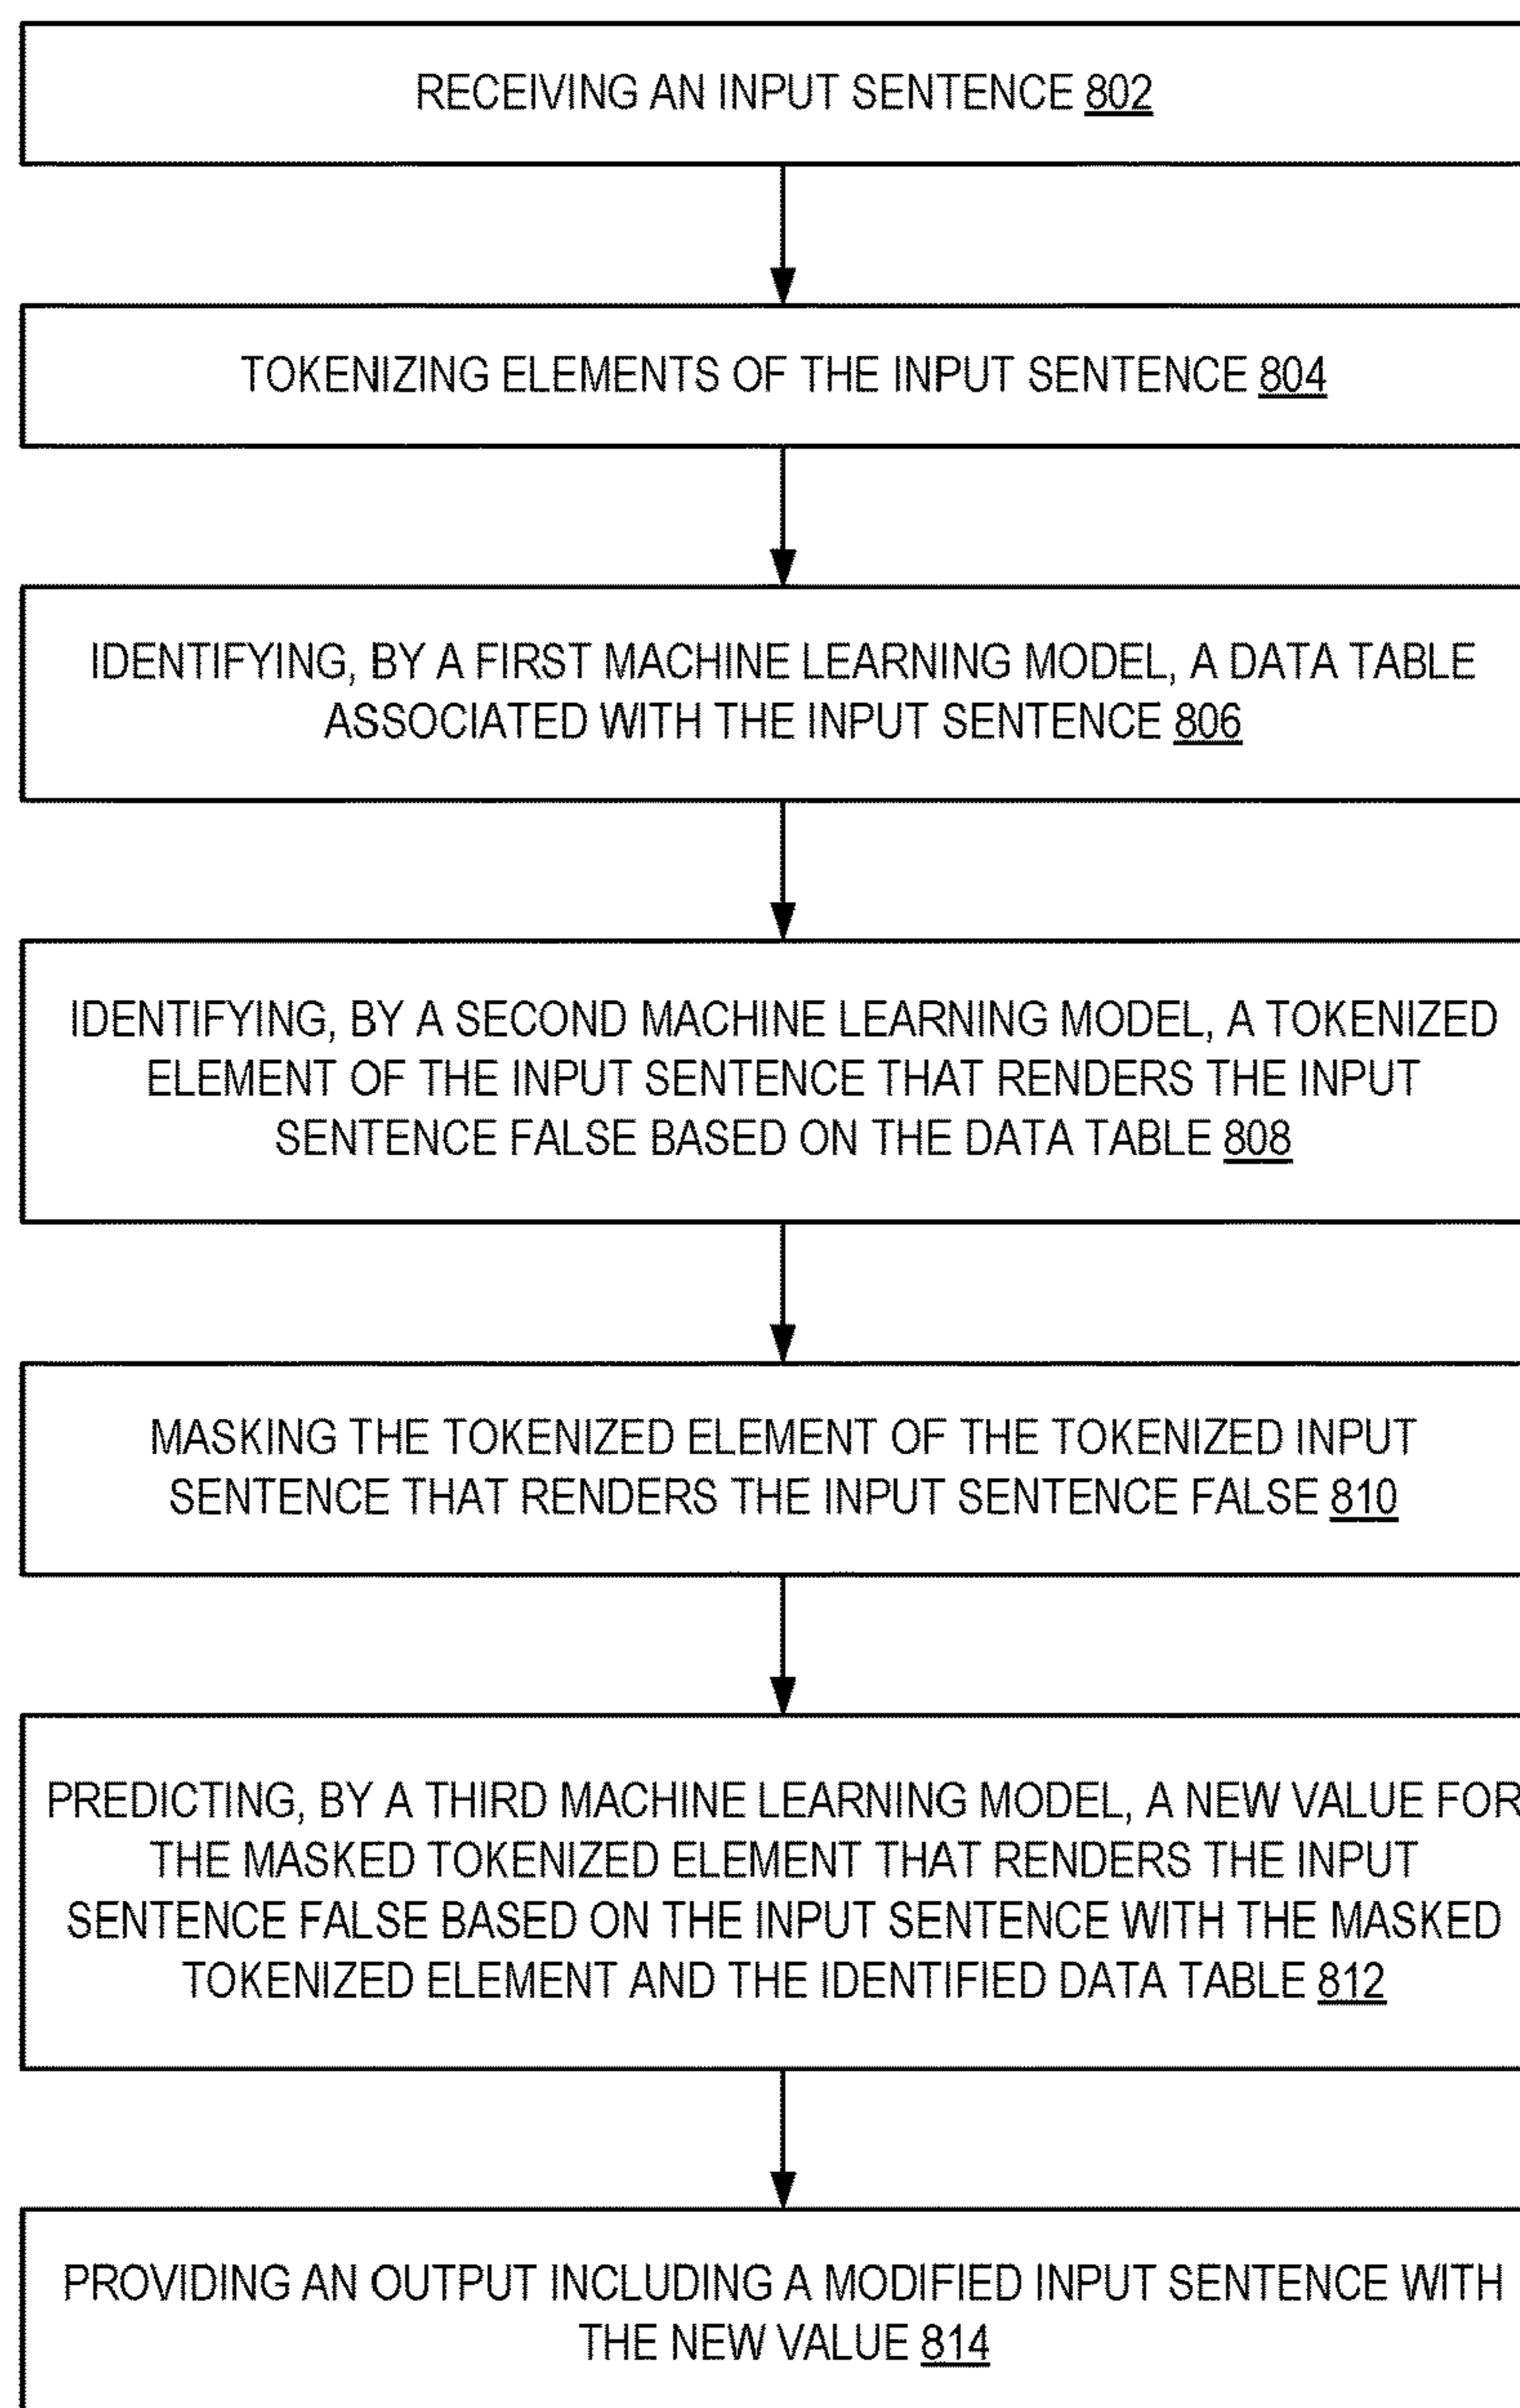 RECEIVING AN INPUT SENTENCE 802
TOKENIZING ELEMENTS OF THE INPUT SENTENCE 804
IDENTIFYING, BY A FIRST MACHINE LEARNING MODEL, A DATA TABLE
ASSOCIATED WITH THE INPUT SENTENCE 806
IDENTIFYING, BY A SECOND MACHINE LEARNING MODEL, A TOKENIZED
ELEMENT OF THE INPUT SENTENCE THAT RENDERS THE INPUT
SENTENCE FALSE BASED ON THE DATA TABLE 808
MASKING THE TOKENIZED ELEMENT OF THE TOKENIZED INPUT
SENTENCE THAT RENDERS THE INPUT SENTENCE FALSE 810
PREDICTING, BY A THIRD MACHINE LEARNING MODEL, A NEW VALUE FOR
THE MASKED TOKENIZED ELEMENT THAT RENDERS THE INPUT
SENTENCE FALSE BASED ON THE INPUT SENTENCE WITH THE MASKED
TOKENIZED ELEMENT AND THE IDENTIFIED DATA TABLE 812
PROVIDING AN OUTPUT INCLUDING A MODIFIED INPUT SENTENCE WITH
THE NEW VALUE 814